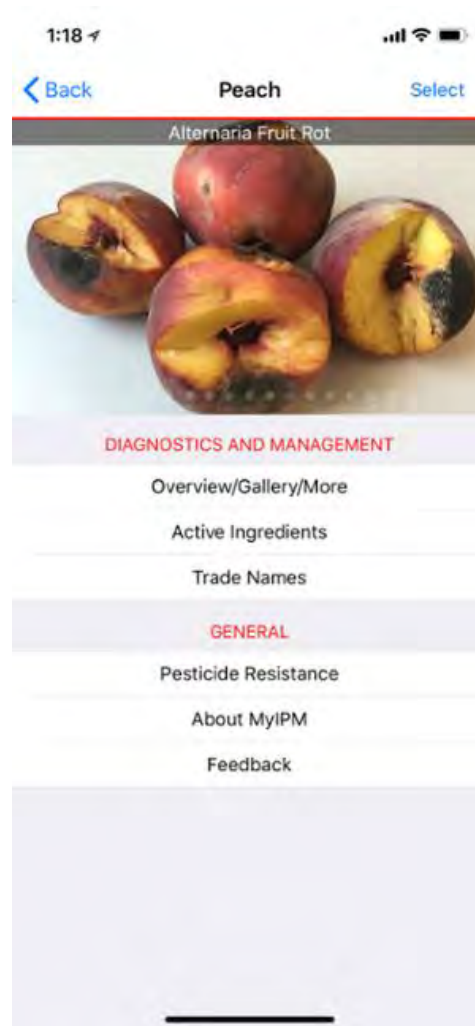 1:18
Back
Peach
Select
Alternaria Fruit Rot
DIAGNOSTICS AND MANAGEMENT
Overview/Gallery/More
Active Ingredients
Trade Names
GENERAL
Pesticide Resistance
About MyIPM
Feedback